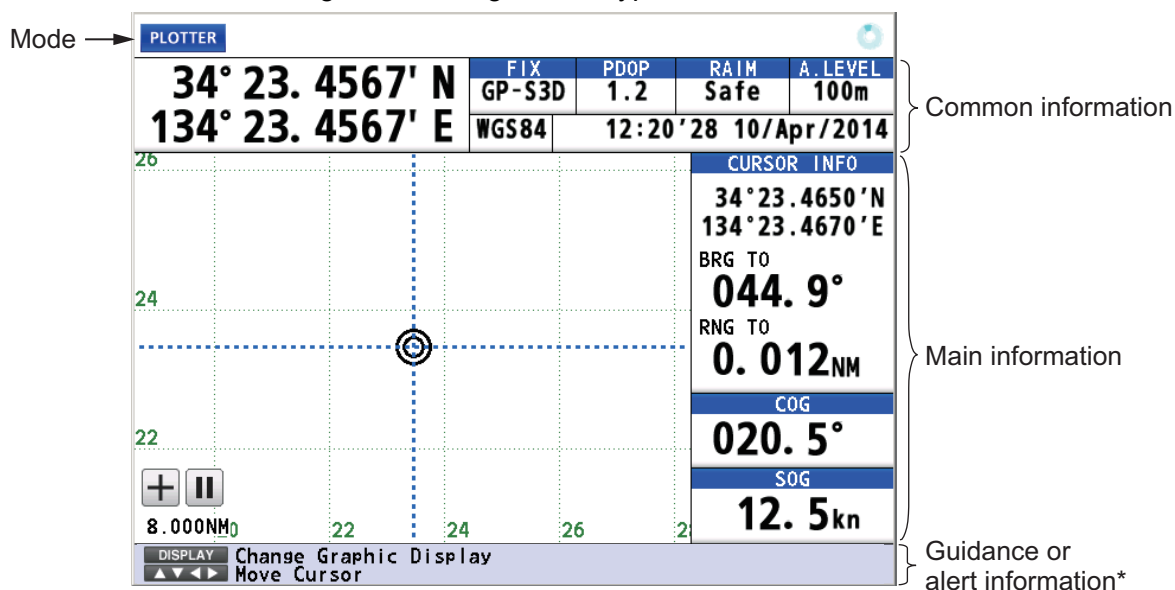 Mode
PLOTTER
34° 23. 4567' N
134° 23. 4567' E
FIX PDOP RAIM A.LEVEL
GP-S3D 1.2 Safe 100m
WGS84 12:20'28 10/Apr/2014
Common information
26
24
22
CURSOR INFO
34°23.4650'N
134°23.4670'E
BRG TO
044. 9°
RNG TO
0. 012NM
COG
020. 5°
SOG
12. 5kn
Main information
8.000NM
22 24 26
DISPLAY Change Graphic Display
Move Cursor
Guidance or
alert information*